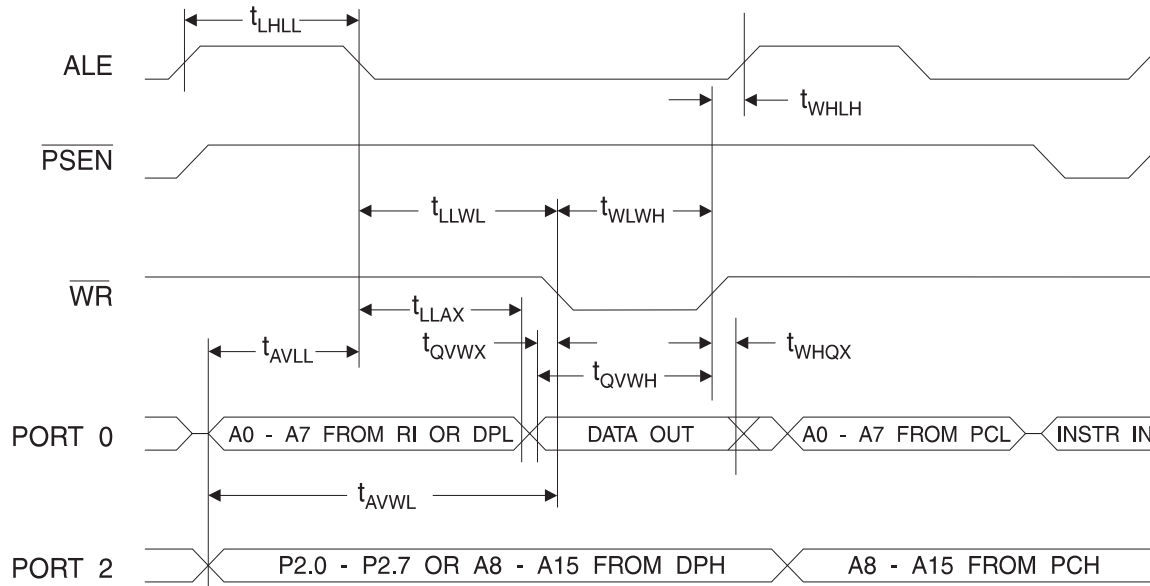 tLHLL
ALE
tWHLH
PSEN
tLLWL
tWLWH
WR
tLLAX
tQVWX
tWHQX
tAVLL
tQVWH
PORT 0
A0 - A7 FROM RI OR DPL
DATA OUT
A0 - A7 FROM PCL
INSTR IN
tAVWL
PORT 2
P2.0 - P2.7 OR A8 - A15 FROM DPH
A8 - A15 FROM PCH